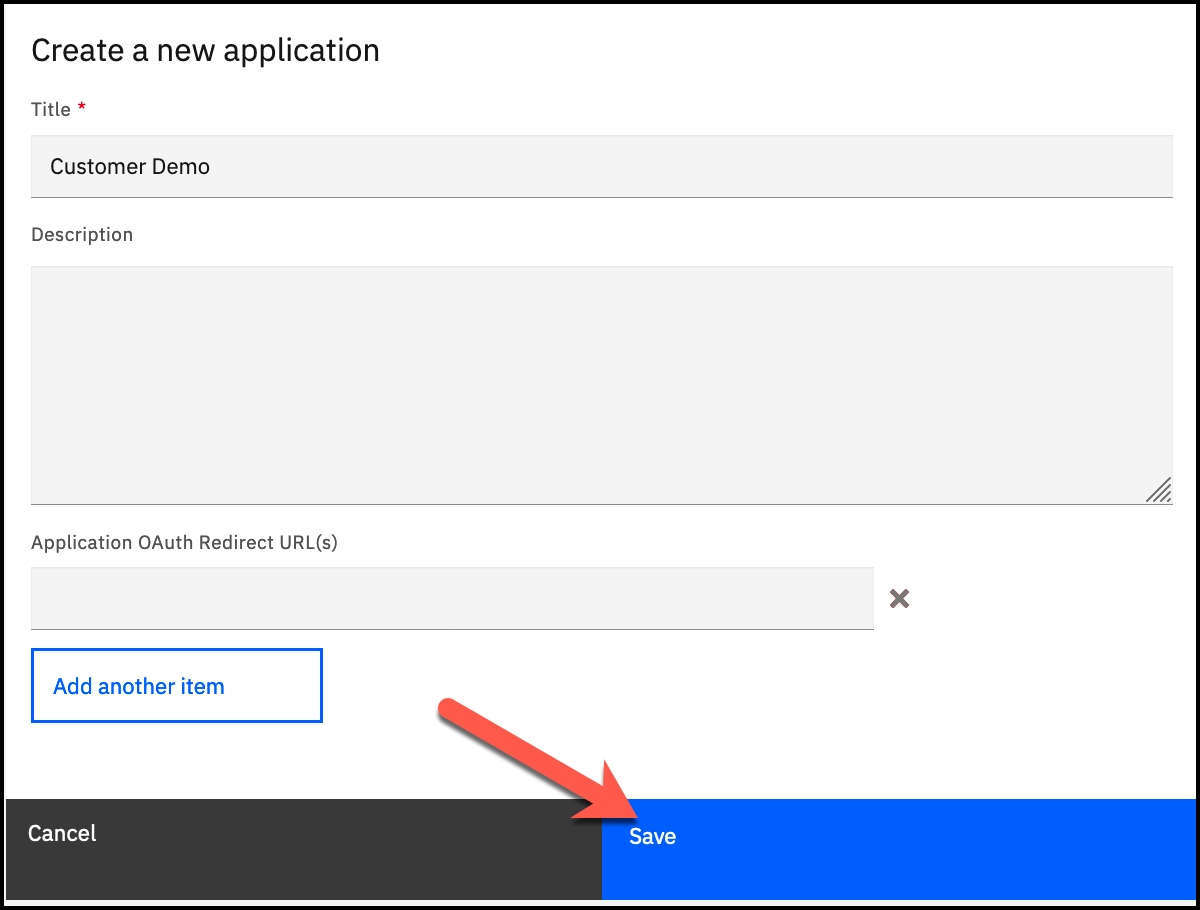 Create a new application
Title *
Customer Demo
Description
Application OAuth Redirect URL(s)
Add another item
Cancel
Save